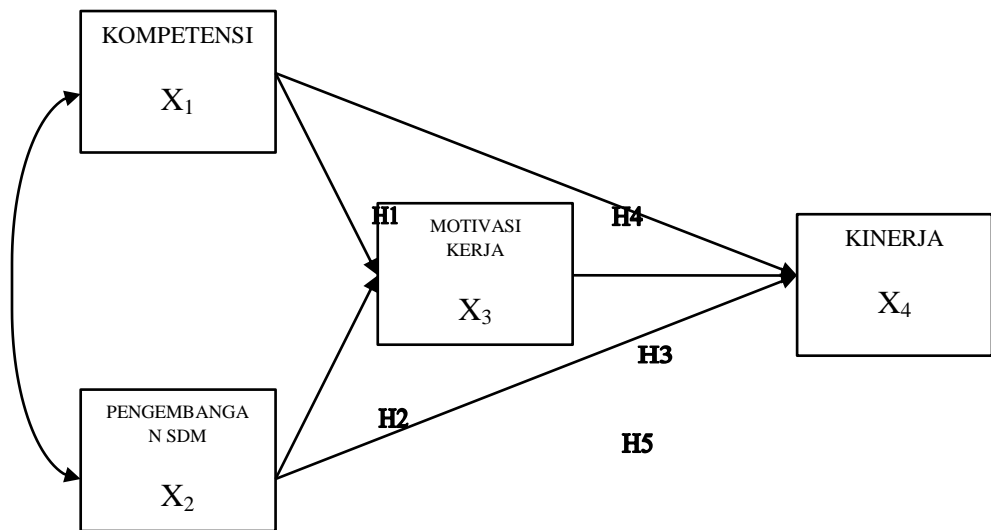 KOMPETENSI
X₁
H1
H4
MOTIVASI
KERJA
X₃
KINERJA
X₄
H3
H2
H5
PENGEMBANGA
N SDM
X₂